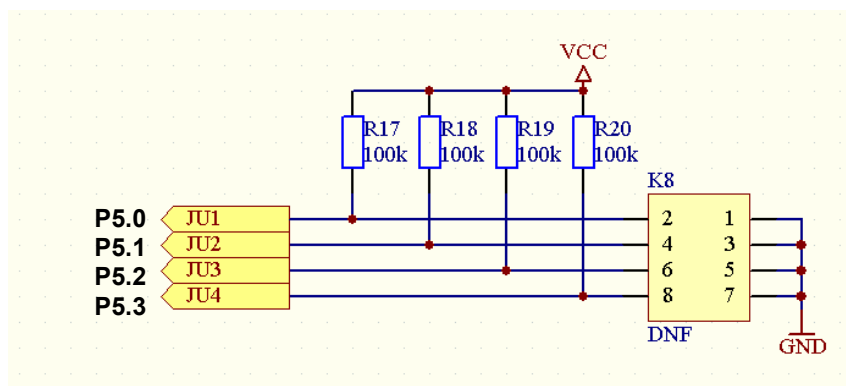 VCC
R17 R18 R19 R20
100k 100k 100k 100k
K8
P5.0 JU1 2 1
P5.1 JU2 4 3
P5.2 JU3 6 5
P5.3 JU4 8 7
DNF
GND